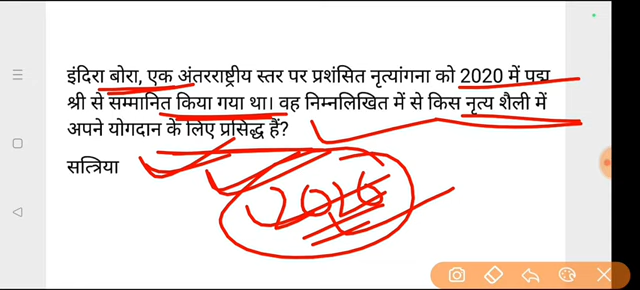 इंदिरा बोरा, एक अंतरराष्ट्रीय स्तर पर प्रशंसित नृत्यांगना को 2020 में पद्म
श्री से सम्मानित किया गया था। वह निम्नलिखित में से किस नृत्य शैली में
अपने योगदान के लिए प्रसिद्ध हैं?
सत्त्रिया
2026